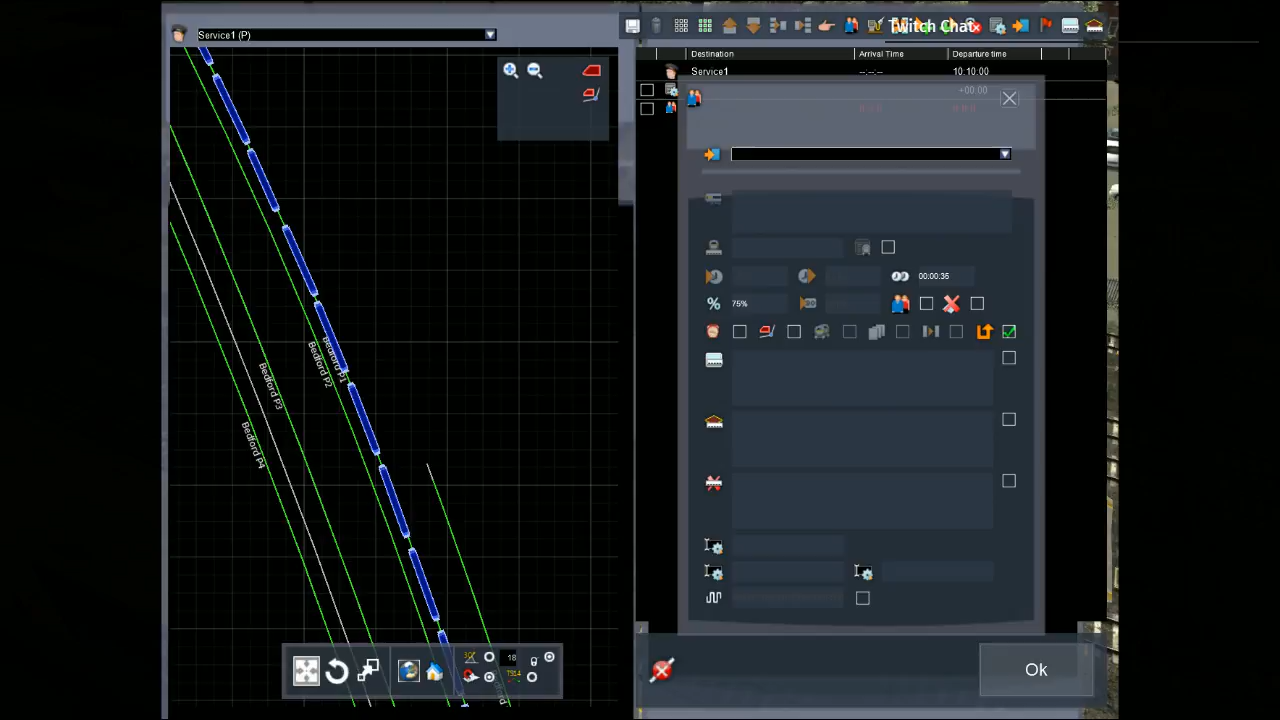 Service1 (P)
Twitch Chat
Destination
Arrival Time
Departure time
Service1
--:--:--
10:10.00
+00.00
00:00:35
%
75%
Bedford P1
Bedford P2
Bedford P3
Bedford P4
18
Ok